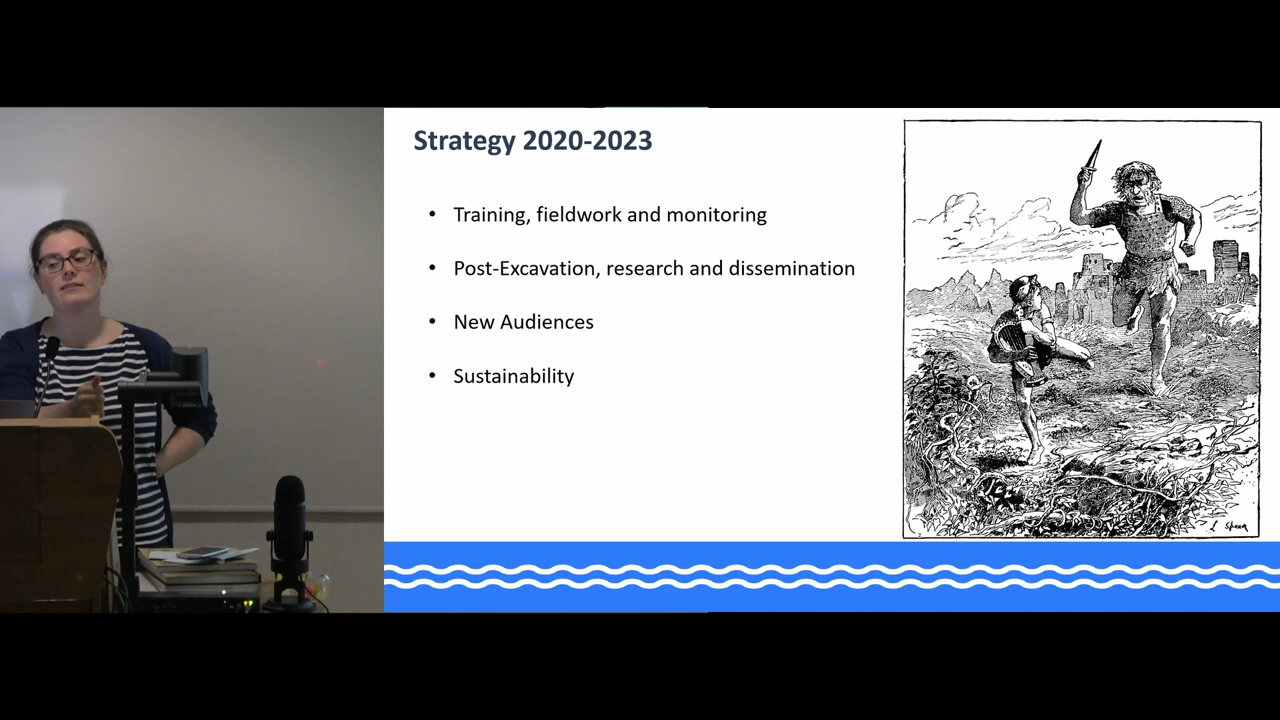 Strategy 2020-2023
• Training, fieldwork and monitoring
• Post-Excavation, research and dissemination
• New Audiences
• Sustainability